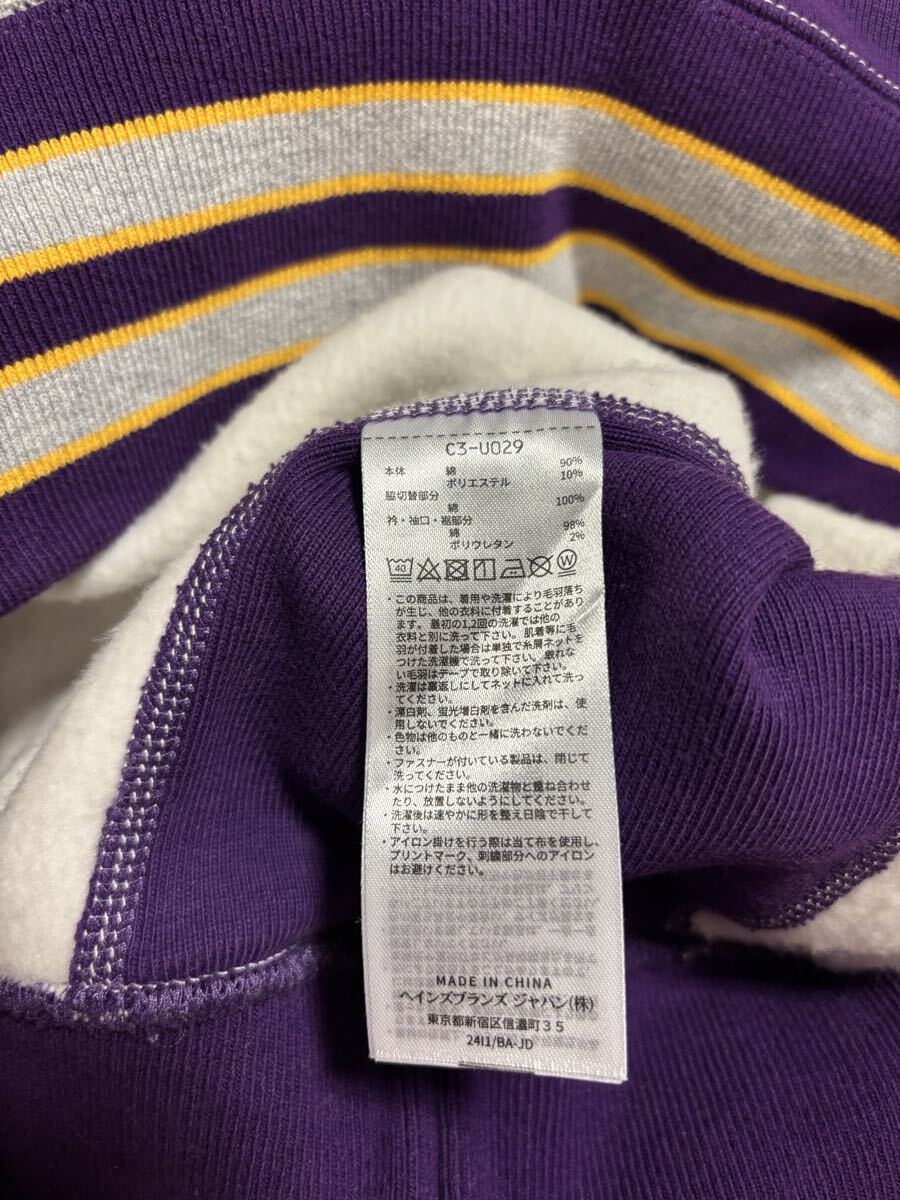 C3-U029
本体 綿 90%
ポリエステル 10%
脇切替部分
綿 100%
衿・袖口・裾部分
綿 98%
ポリウレタン 2%
40 W
・この商品は、着用や洗濯により毛羽落ち
が生じ、他の衣料に付着することがあり
ます。最初の1,2回の洗濯では他の
衣料と別に洗って下さい。肌着等に毛
羽が付着した場合は単独で糸屑ネットを
つけた洗濯機で洗って下さい。取れな
い毛羽はテープで取り除いて下さい。
・洗濯は裏返しにしてネットに入れて洗っ
てください。
・漂白剤、蛍光増白剤を含んだ洗剤は、使
用しないでください。
・色物は他のものと一緒に洗わないでくだ
さい。
・ファスナーが付いている製品は、閉じて
洗ってください。
・水につけたまま他の洗濯物と重ね合わせ
たり、放置しないようにしてください。
・洗濯後は速やかに形を整え日陰で干して
下さい。
・アイロン掛けを行う際は当て布を使用し、
プリントマーク、刺繍部分へのアイロン
はお避けください。
MADE IN CHINA
ヘインズブランズ ジャパン(株)
東京都新宿区信濃町35
24I1/BA-JD